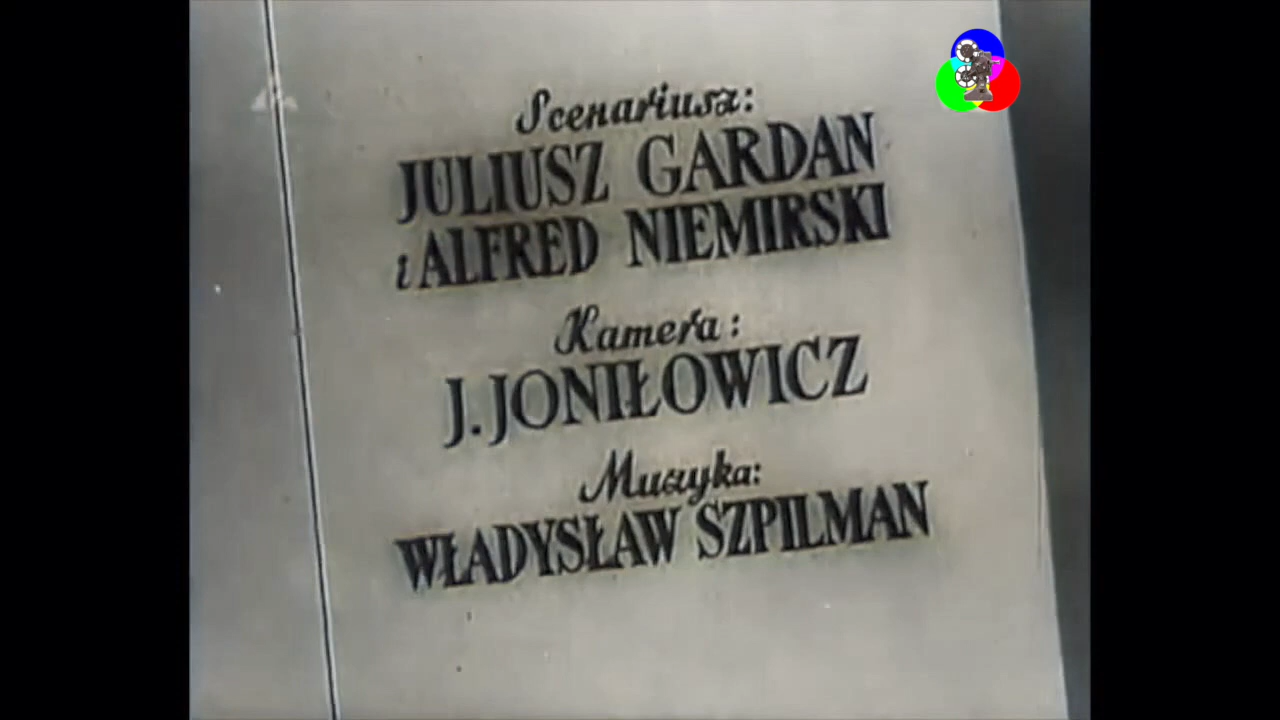 Scenariusz:
JULIUSZ GARDAN
i ALFRED NIEMIRSKI
Kamera:
J. JONIŁOWICZ
Muzyka:
WŁADYSŁAW SZPILMAN